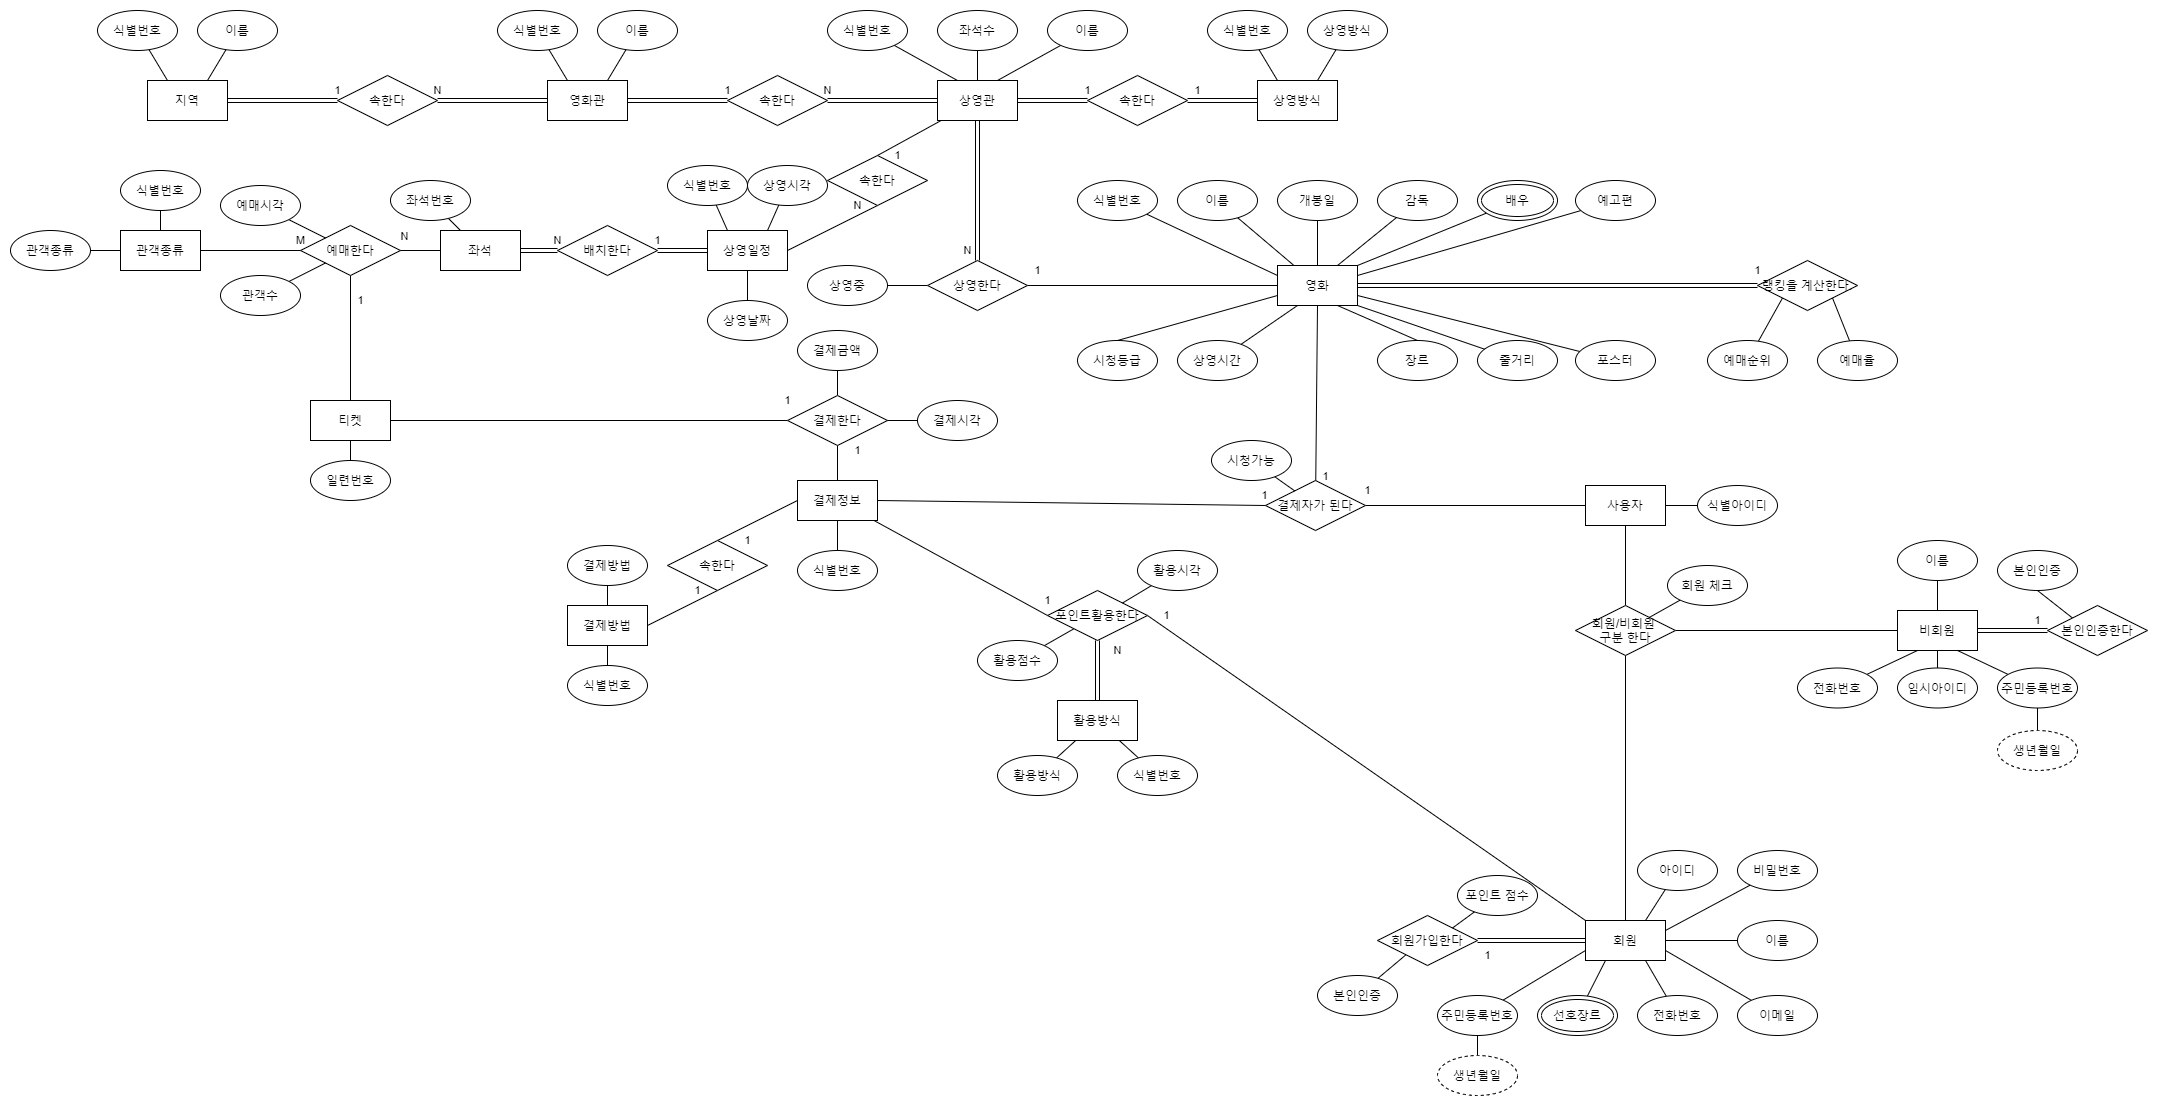 식별번호
이름
식별번호
이름
식별번호
좌석수
이름
식별번호
상영방식
지역
1
속한다
N
영화관
1
속한다
N
상영관
1
속한다
1
상영방식
식별번호
예매시각
좌석번호
식별번호
상영시각
1
속한다
N
식별번호
이름
개봉일
감독
배우
예고편
관객종류
관객종류
M
예매한다
N
좌석
N
배치한다
1
상영일정
관객수
1
상영날짜
N
상영중
상영한다
1
영화
1
랭킹을 계산한다
시청등급
상영시간
장르
줄거리
포스터
예매순위
예매율
결제금액
티켓
1
결제한다
결제시각
1
일련번호
시청가능
결제정보
1
결제자가 된다
1
1
사용자
식별아이디
결제방법
1
속한다
1
식별번호
결제방법
식별번호
활용시각
1
포인트활용한다
1
활용점수
N
활용방식
활용방식
식별번호
회원 체크
회원/비회원
구분 한다
이름
본인인증
비회원
1
본인인증한다
전화번호
임시아이디
주민등록번호
생년월일
아이디
비밀번호
포인트 점수
회원가입한다
1
회원
이름
본인인증
주민등록번호
선호장르
전화번호
이메일
생년월일